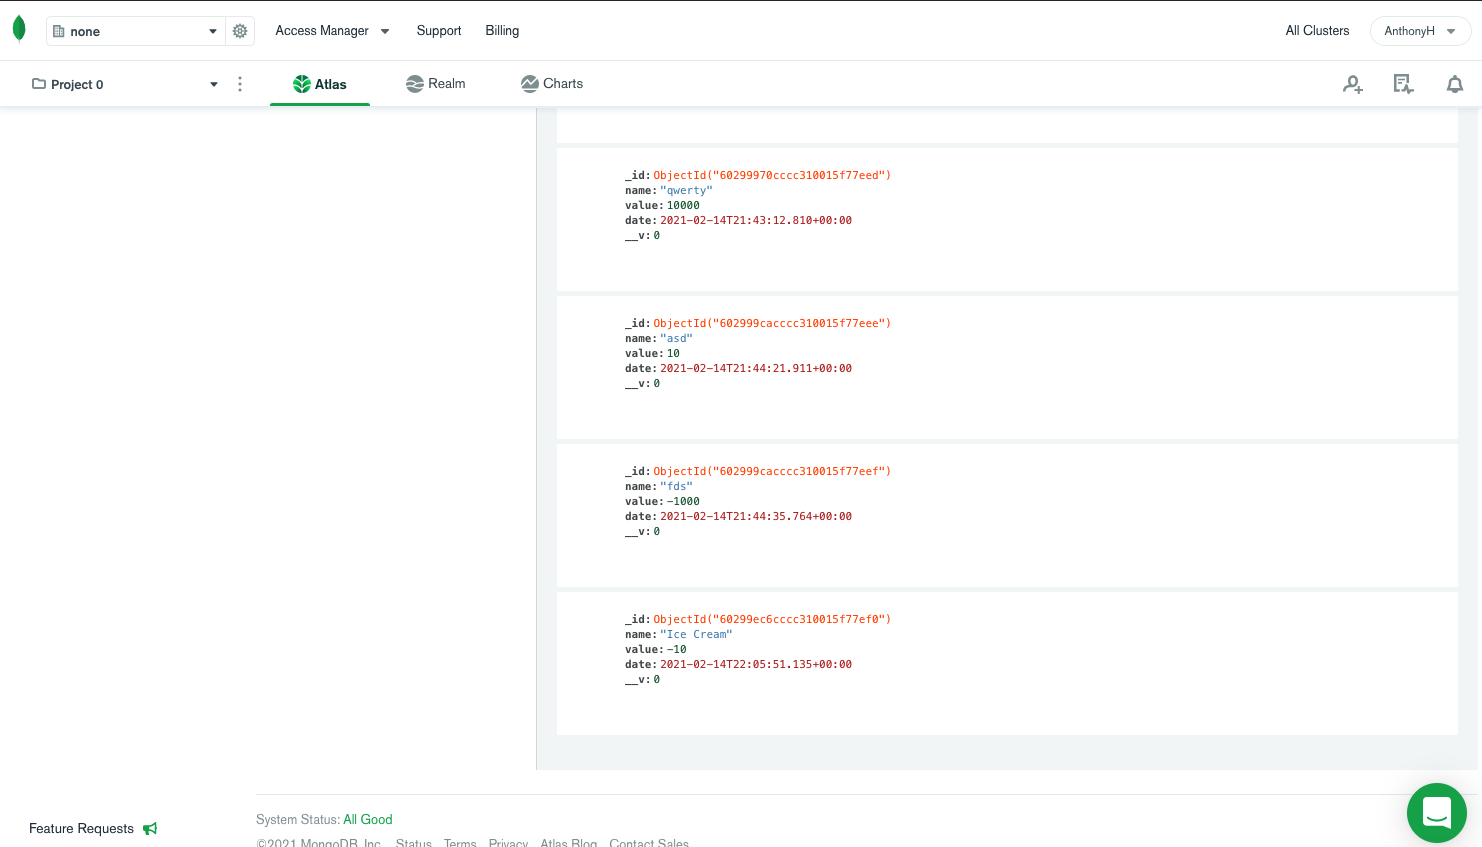 none
Access Manager
Support
Billing
All Clusters
AnthonyH
Project 0
Atlas
Realm
Charts
_id: ObjectId("60299970cccc310015f77eed")
name: "qwerty"
value: 10000
date: 2021-02-14T21:43:12.810+00:00
__v: 0
_id: ObjectId("602999cacccc310015f77eee")
name: "asd"
value: 10
date: 2021-02-14T21:44:21.911+00:00
__v: 0
_id: ObjectId("602999cacccc310015f77eef")
name: "fds"
value: -1000
date: 2021-02-14T21:44:35.764+00:00
__v: 0
_id: ObjectId("60299ec6cccc310015f77ef0")
name: "Ice Cream"
value: -10
date: 2021-02-14T22:05:51.135+00:00
__v: 0
System Status: All Good
Feature Requests
©2021 MongoDB, Inc. Status Terms Privacy Atlas Blog Contact Sales